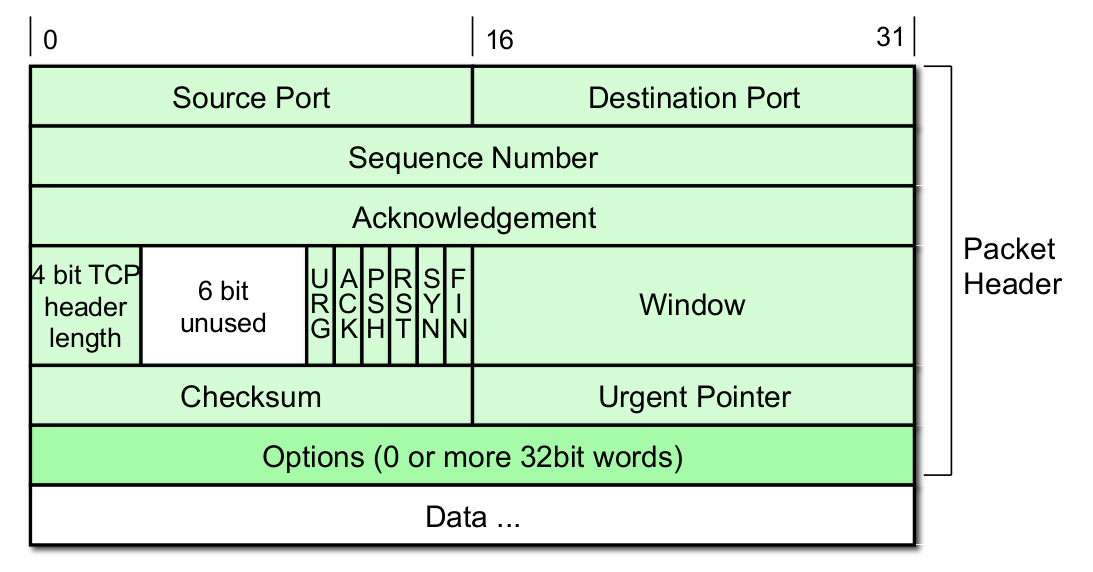 0 16 31
Source Port Destination Port
Sequence Number
Acknowledgement
4 bit TCP
header
length
6 bit
unused
URG
ACK
PSH
RST
SYN
FIN
Window
Checksum Urgent Pointer
Options (0 or more 32bit words)
Data ...
Packet
Header